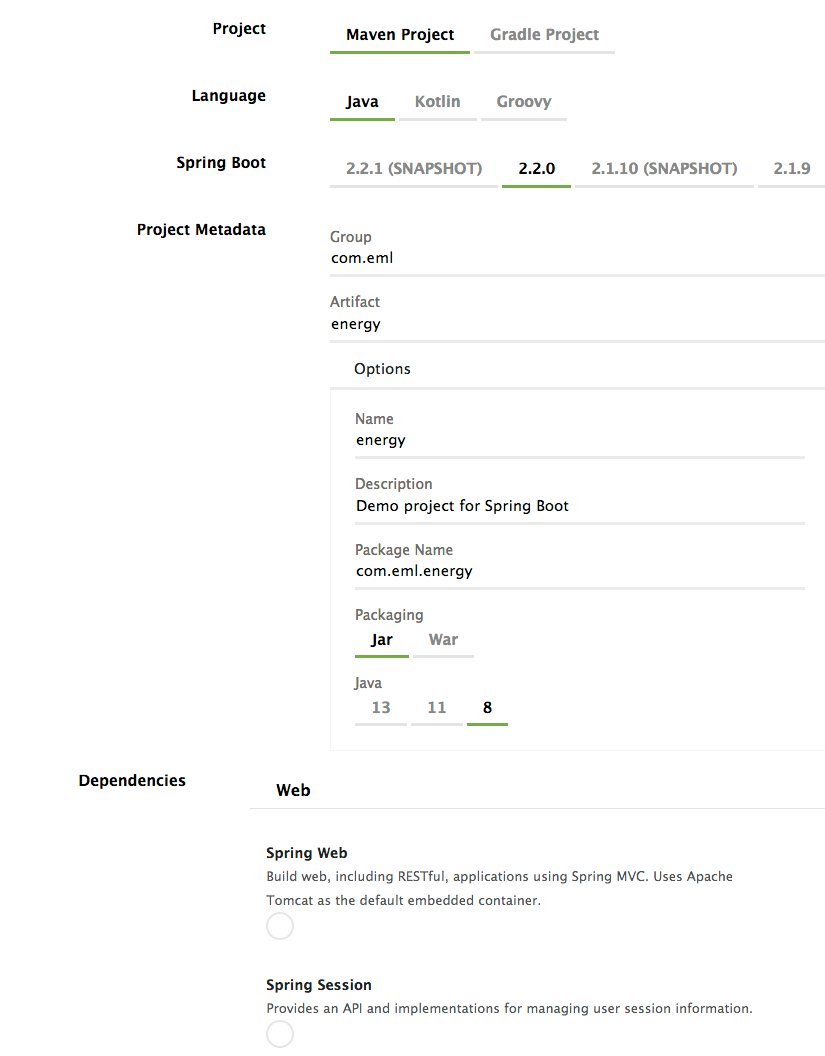 Project
Maven Project Gradle Project
Language
Java Kotlin Groovy
Spring Boot
2.2.1 (SNAPSHOT) 2.2.0 2.1.10 (SNAPSHOT) 2.1.9
Project Metadata
Group
com.eml
Artifact
energy
Options
Name
energy
Description
Demo project for Spring Boot
Package Name
com.eml.energy
Packaging
Jar War
Java
13 11 8
Dependencies
Web
Spring Web
Build web, including RESTful, applications using Spring MVC. Uses Apache
Tomcat as the default embedded container.
Spring Session
Provides an API and implementations for managing user session information.